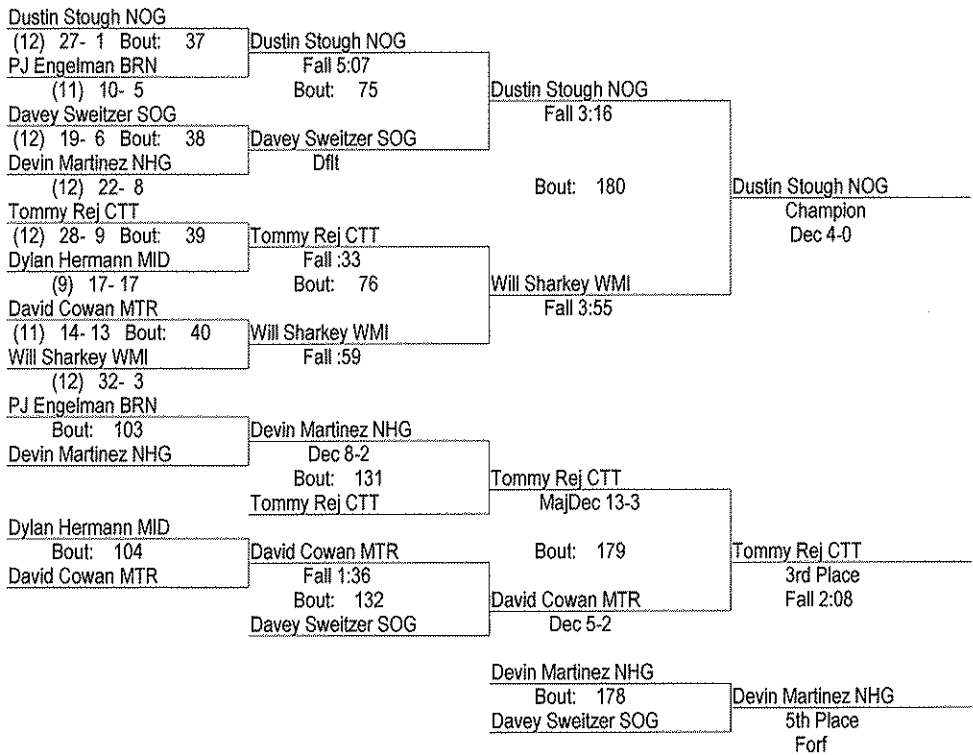 Dustin Stough NOG
(12) 27- 1 Bout: 37
PJ Engelman BRN
(11) 10- 5
Davey Sweitzer SOG
(12) 19- 6 Bout: 38
Devin Martinez NHG
(12) 22- 8
Tommy Rej CTT
(12) 28- 9 Bout: 39
Dylan Hermann MID
(9) 17- 17
David Cowan MTR
(11) 14- 13 Bout: 40
Will Sharkey WMI
(12) 32- 3
PJ Engelman BRN
Bout: 103
Devin Martinez NHG
Dylan Hermann MID
Bout: 104
David Cowan MTR
Dustin Stough NOG
Fall 5:07
Bout: 75
Davey Sweitzer SOG
Dflt
Tommy Rej CTT
Fall :33
Bout: 76
Will Sharkey WMI
Fall :59
Devin Martinez NHG
Dec 8-2
Bout: 131
Tommy Rej CTT
David Cowan MTR
Fall 1:36
Bout: 132
Davey Sweitzer SOG
Dustin Stough NOG
Fall 3:16
Bout: 180
Will Sharkey WMI
Fall 3:55
Tommy Rej CTT
MajDec 13-3
Bout: 179
David Cowan MTR
Dec 5-2
Devin Martinez NHG
Bout: 178
Davey Sweitzer SOG
Dustin Stough NOG
Champion
Dec 4-0
Tommy Rej CTT
3rd Place
Fall 2:08
Devin Martinez NHG
5th Place
Forf